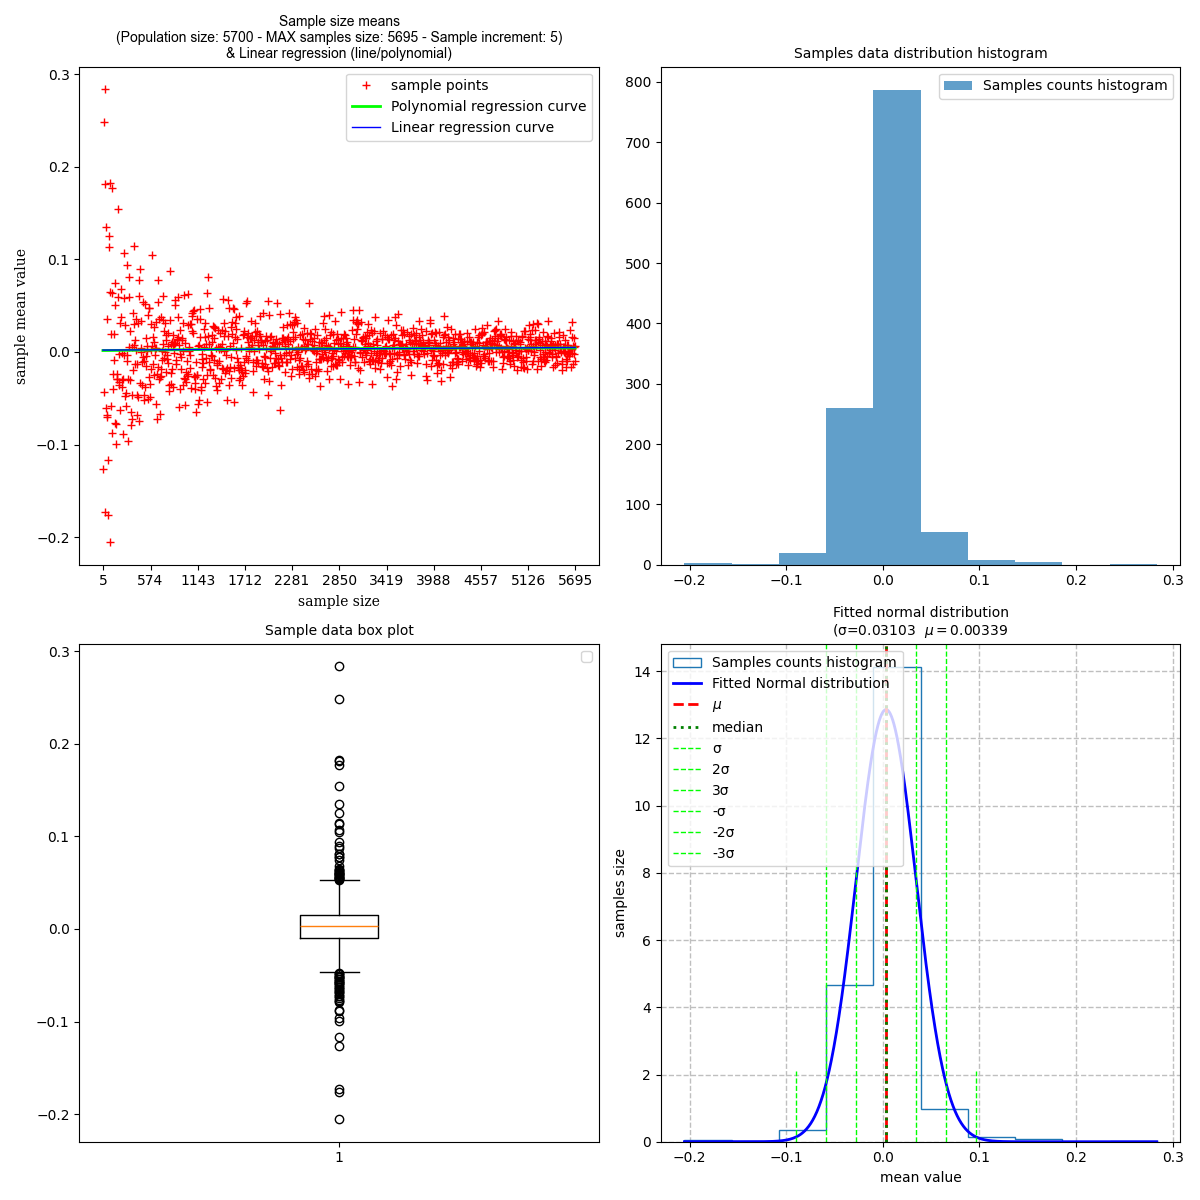 Sample size means
(Population size: 5700 - MAX samples size: 5695 - Sample increment: 5)
& Linear regression (line/polynomial)
0.3
0.2
0.1
0.0
−0.1
−0.2
sample mean value
sample points
Polynomial regression curve
Linear regression curve
5 574 1143 1712 2281 2850 3419 3988 4557 5126 5695
sample size
Samples data distribution histogram
Samples counts histogram
800
700
600
500
400
300
200
100
0
−0.2 −0.1 0.0 0.1 0.2 0.3
Sample data box plot
0.3
0.2
0.1
0.0
−0.1
−0.2
1
Fitted normal distribution
(σ=0.03103 μ = 0.00339
Samples counts histogram
Fitted Normal distribution
μ
median
σ
2σ
3σ
-σ
-2σ
-3σ
14
12
10
8
6
4
2
0
samples size
−0.2 −0.1 0.0 0.1 0.2 0.3
mean value